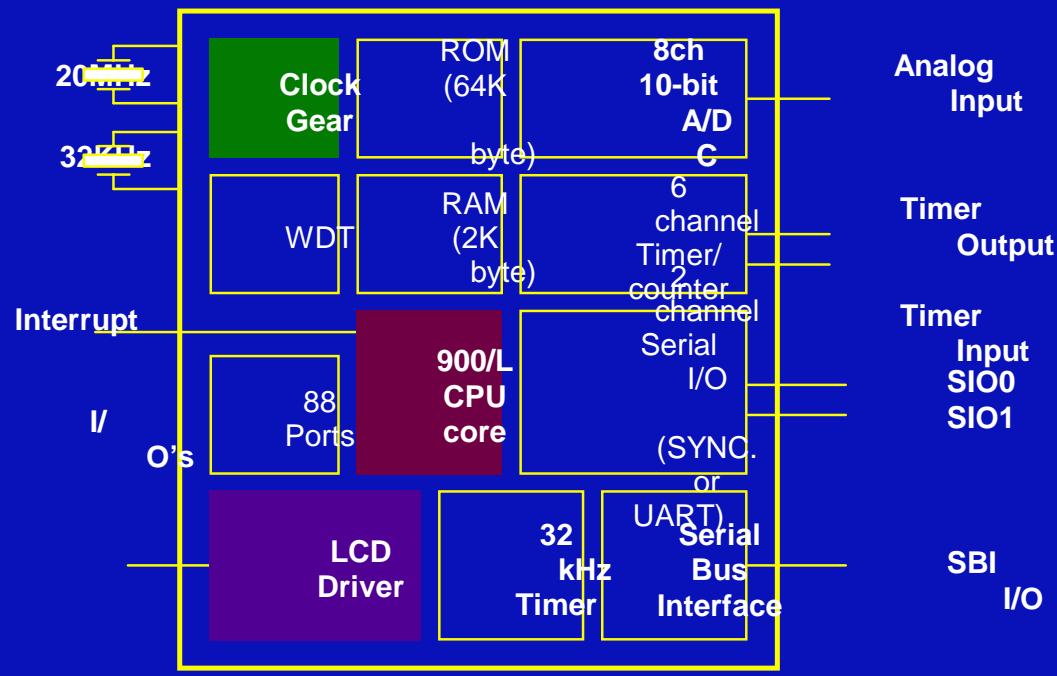 20MHz
32KHz
Clock
Gear
ROM
(64K
byte)
8ch
10-bit
A/D
C
Analog
Input
WDT
RAM
(2K
byte)
6
channel
Timer/
counter
Timer
Output
Interrupt
900/L
CPU
core
2
channel
Serial
I/O
(SYNC.
or
UART)
Timer
Input
SIO0
SIO1
I/
O’s
88
Ports
LCD
Driver
32
kHz
Timer
Serial
Bus
Interface
SBI
I/O